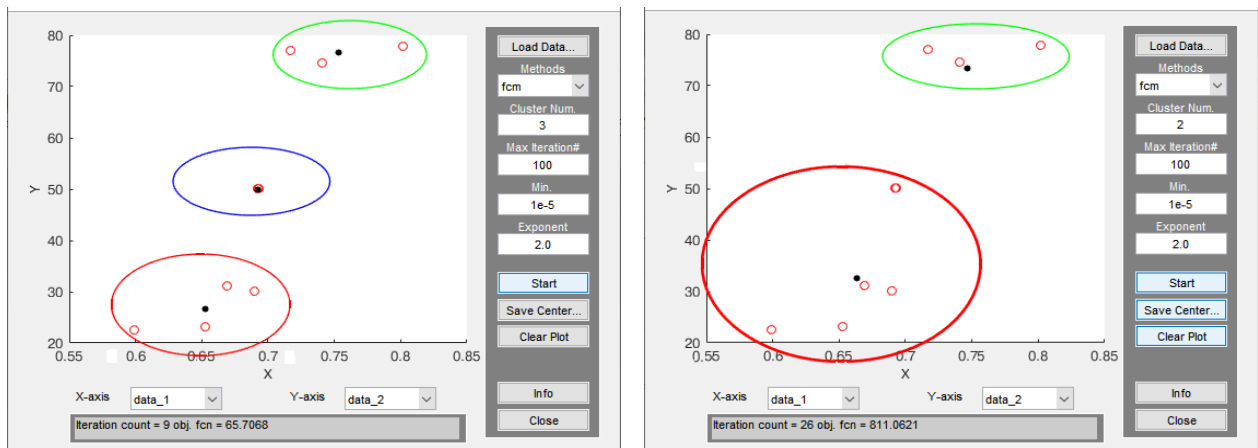 80
70
60
50
40
30
20
Y
0.55
0.6
0.65
0.7
0.75
0.8
0.85
X
Load Data...
Methods
fcm
Cluster Num.
3
Max Iteration#
100
Min.
1e-5
Exponent
2.0
Start
Save Center...
Clear Plot
Info
Close
X-axis
data_1
Y-axis
data_2
Iteration count = 9 obj. fcn = 65.7068
80
70
60
50
40
30
20
Y
0.55
0.6
0.65
0.7
0.75
0.8
0.85
X
Load Data...
Methods
fcm
Cluster Num.
2
Max Iteration#
100
Min.
1e-5
Exponent
2.0
Start
Save Center...
Clear Plot
Info
Close
X-axis
data_1
Y-axis
data_2
Iteration count = 26 obj. fcn = 811.0621